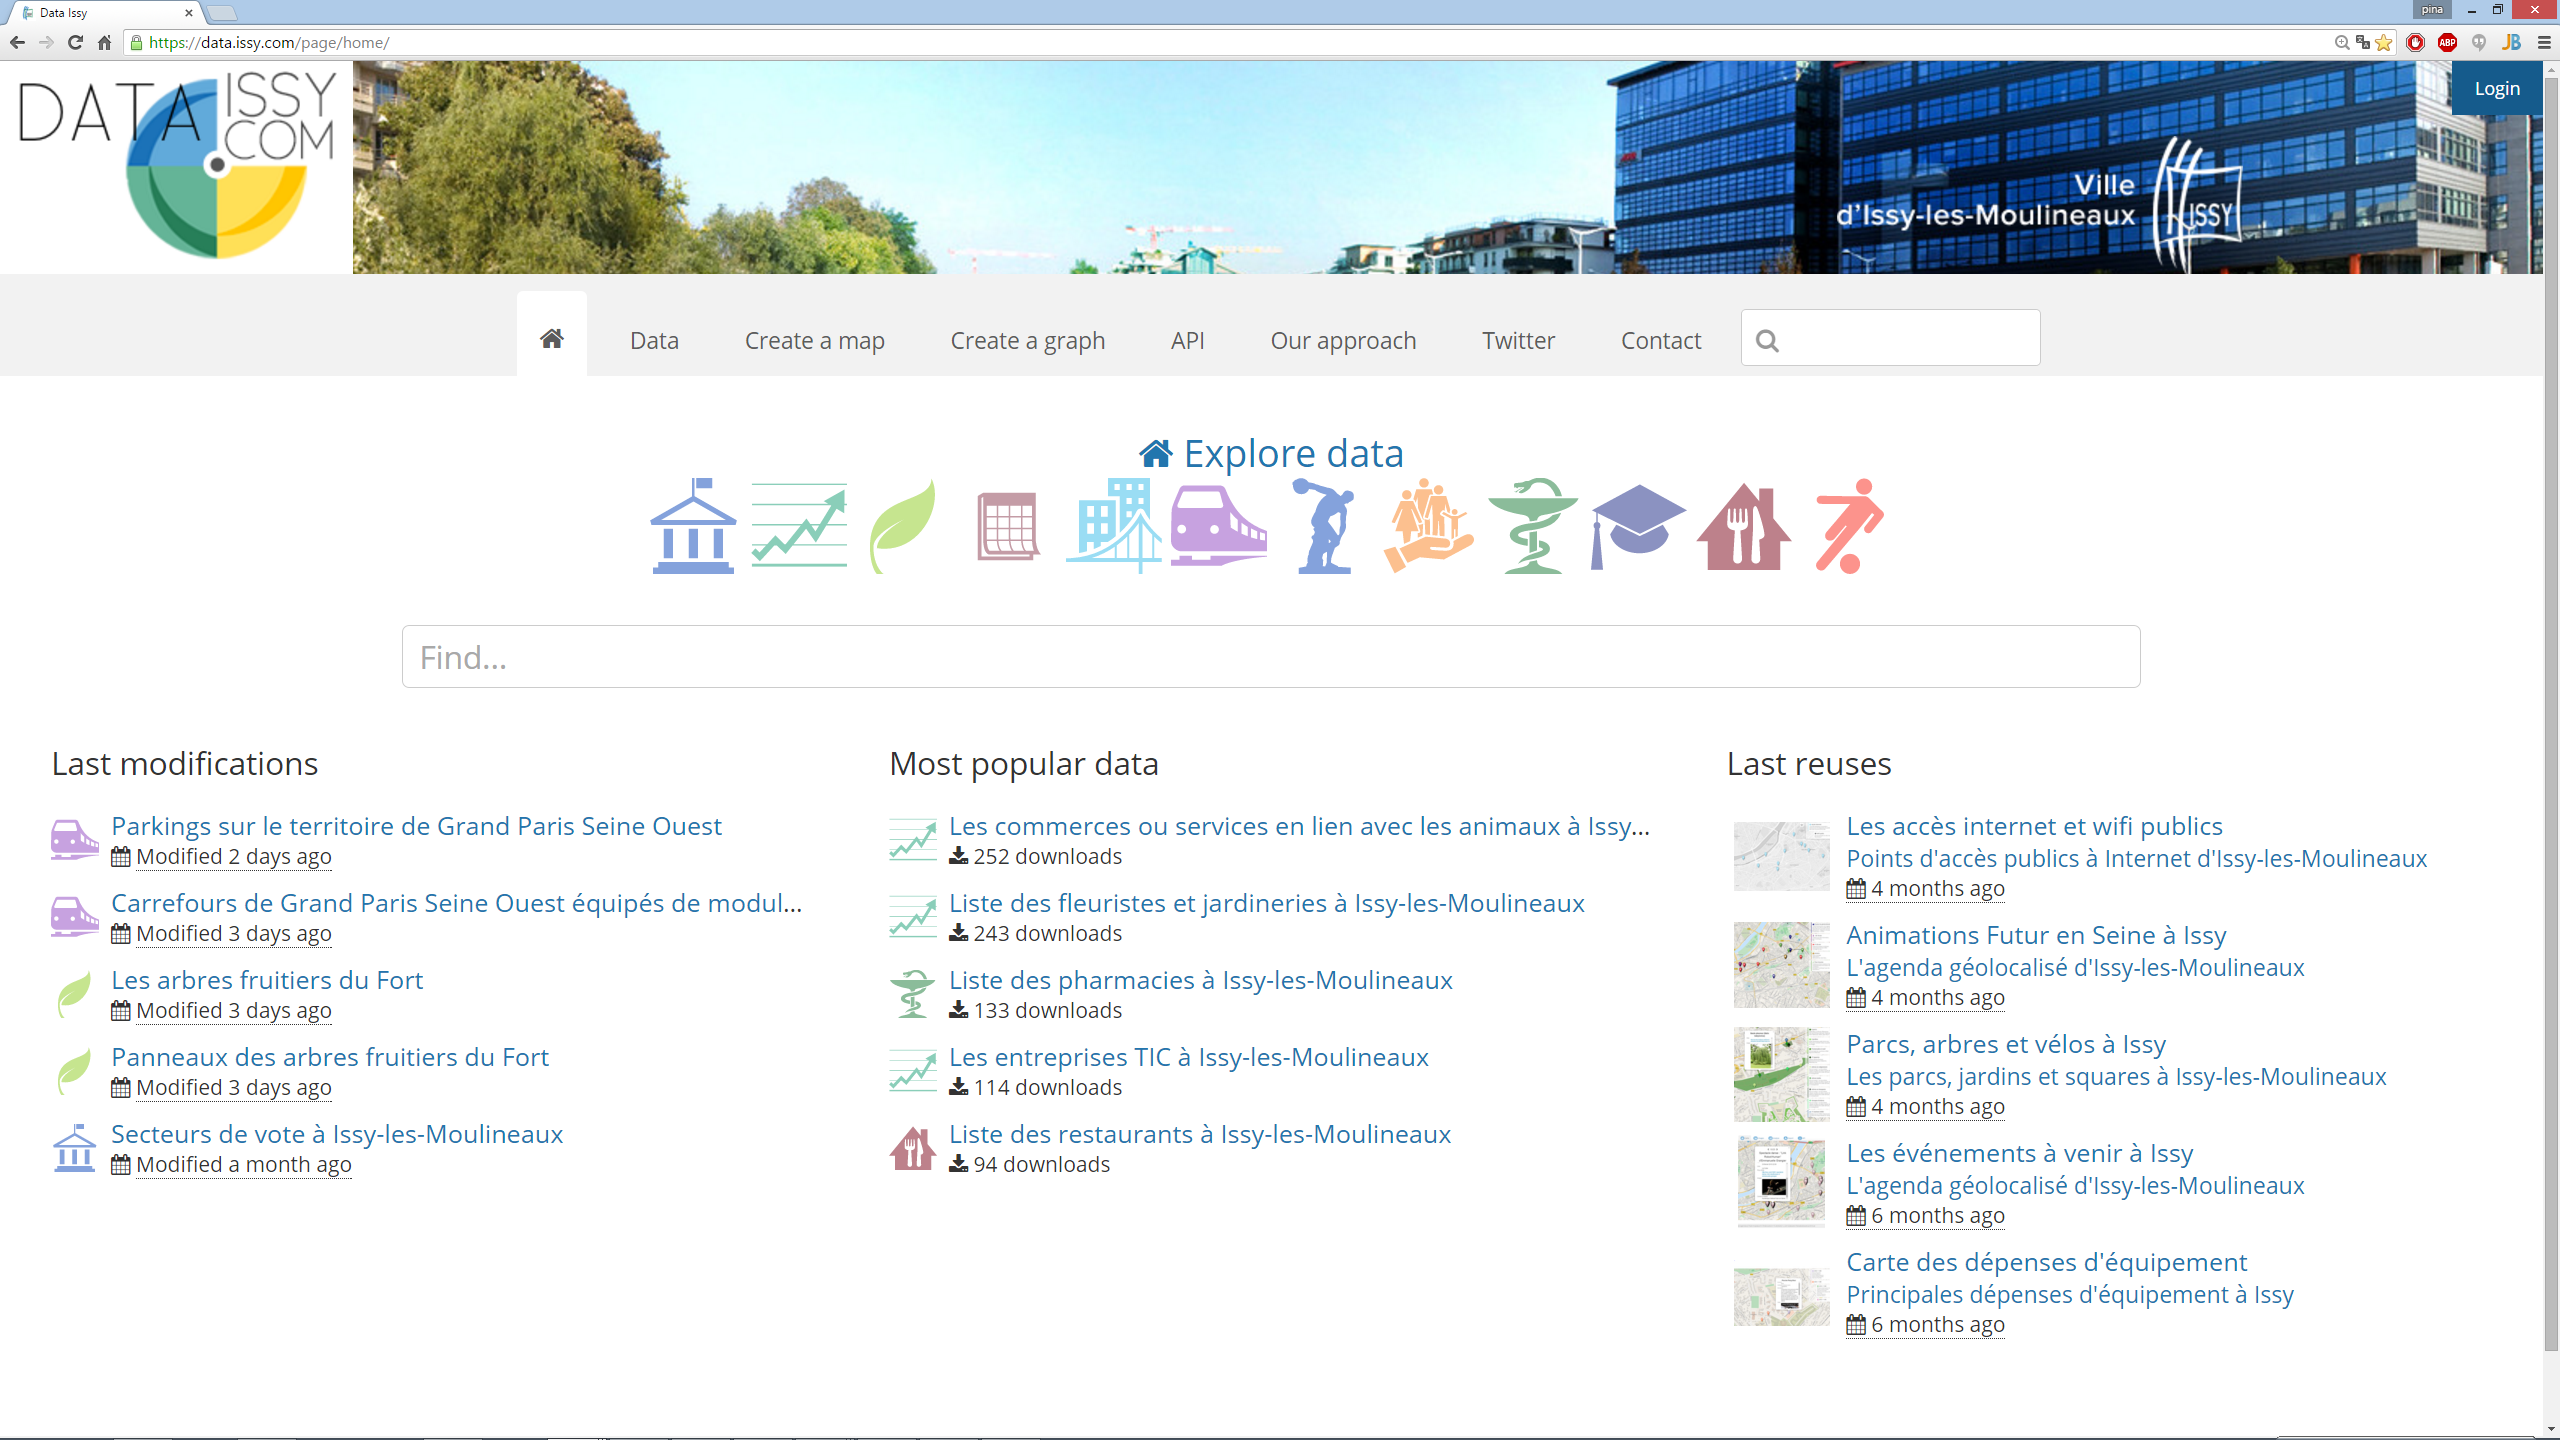 Data Issy
pina
https://data.issy.com/page/home/
ABP
JB
DATA ISSY
COM
Login
Ville
d'Issy-les-Moulineaux
ISSY
Data
Create a map
Create a graph
API
Our approach
Twitter
Contact
Explore data
Find...
Last modifications
Parkings sur le territoire de Grand Paris Seine Ouest
Modified 2 days ago
Carrefours de Grand Paris Seine Ouest équipés de modul...
Modified 3 days ago
Les arbres fruitiers du Fort
Modified 3 days ago
Panneaux des arbres fruitiers du Fort
Modified 3 days ago
Secteurs de vote à Issy-les-Moulineaux
Modified a month ago
Most popular data
Les commerces ou services en lien avec les animaux à Issy...
252 downloads
Liste des fleuristes et jardineries à Issy-les-Moulineaux
243 downloads
Liste des pharmacies à Issy-les-Moulineaux
133 downloads
Les entreprises TIC à Issy-les-Moulineaux
114 downloads
Liste des restaurants à Issy-les-Moulineaux
94 downloads
Last reuses
Les accès internet et wifi publics
Points d'accès publics à Internet d'Issy-les-Moulineaux
4 months ago
Animations Futur en Seine à Issy
L'agenda géolocalisé d'Issy-les-Moulineaux
4 months ago
Parcs, arbres et vélos à Issy
Les parcs, jardins et squares à Issy-les-Moulineaux
4 months ago
Les événements à venir à Issy
L'agenda géolocalisé d'Issy-les-Moulineaux
6 months ago
Carte des dépenses d'équipement
Principales dépenses d'équipement à Issy
6 months ago